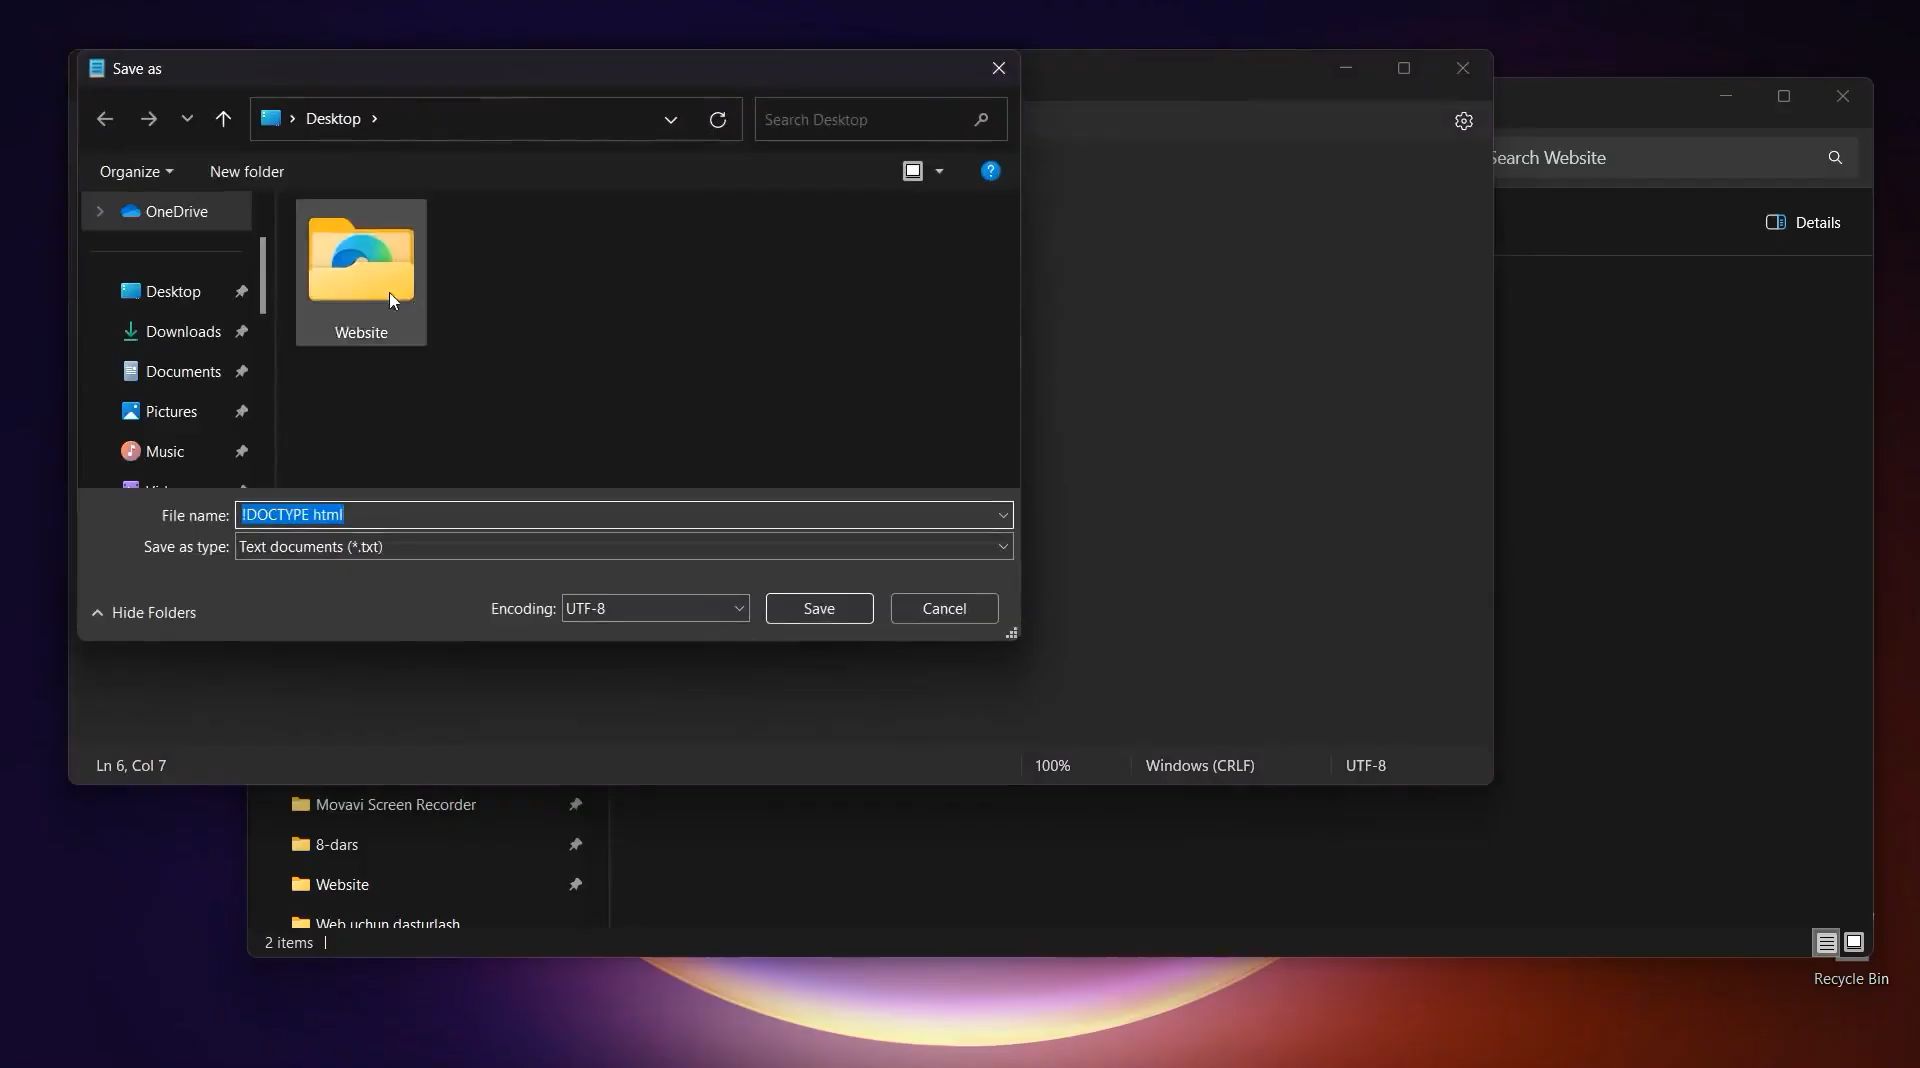 Save as
Desktop
Search Desktop
Search Website
Organize
New folder
Details
OneDrive
Desktop
Downloads
Documents
Pictures
Music
Website
File name: !DOCTYPE html
Save as type: Text documents (*.txt)
Hide Folders
Encoding: UTF-8
Save
Cancel
Ln 6, Col 7
100%
Windows (CRLF)
UTF-8
Movavi Screen Recorder
8-dars
Website
Web uchun dasturlash
2 items
Recycle Bin